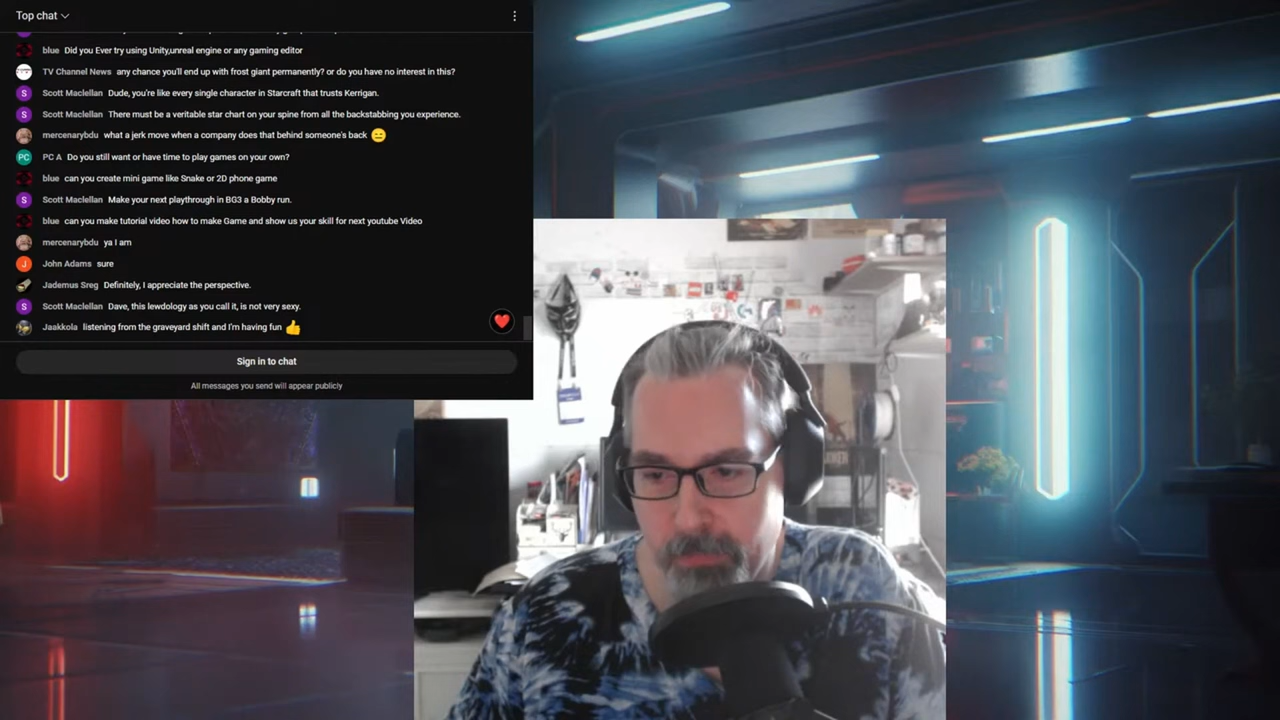 Top chat
blue Did you Ever try using Unity,unreal engine or any gaming editor
TV Channel News any chance you'll end up with frost giant permanently? or do you have no interest in this?
S Scott Maclellan Dude, you're like every single character in Starcraft that trusts Kerrigan.
S Scott Maclellan There must be a veritable star chart on your spine from all the backstabbing you experience.
mercenarybdu what a jerk move when a company does that behind someone's back 😑
PC PC A Do you still want or have time to play games on your own?
blue can you create mini game like Snake or 2D phone game
S Scott Maclellan Make your next playthrough in BG3 a Bobby run.
blue can you make tutorial video how to make Game and show us your skill for next youtube Video
mercenarybdu ya I am
J John Adams sure
Jademus Sreg Definitely, I appreciate the perspective.
S Scott Maclellan Dave, this lewdology as you call it, is not very sexy.
Jaakkola listening from the graveyard shift and I'm having fun 👍
Sign in to chat
All messages you send will appear publicly